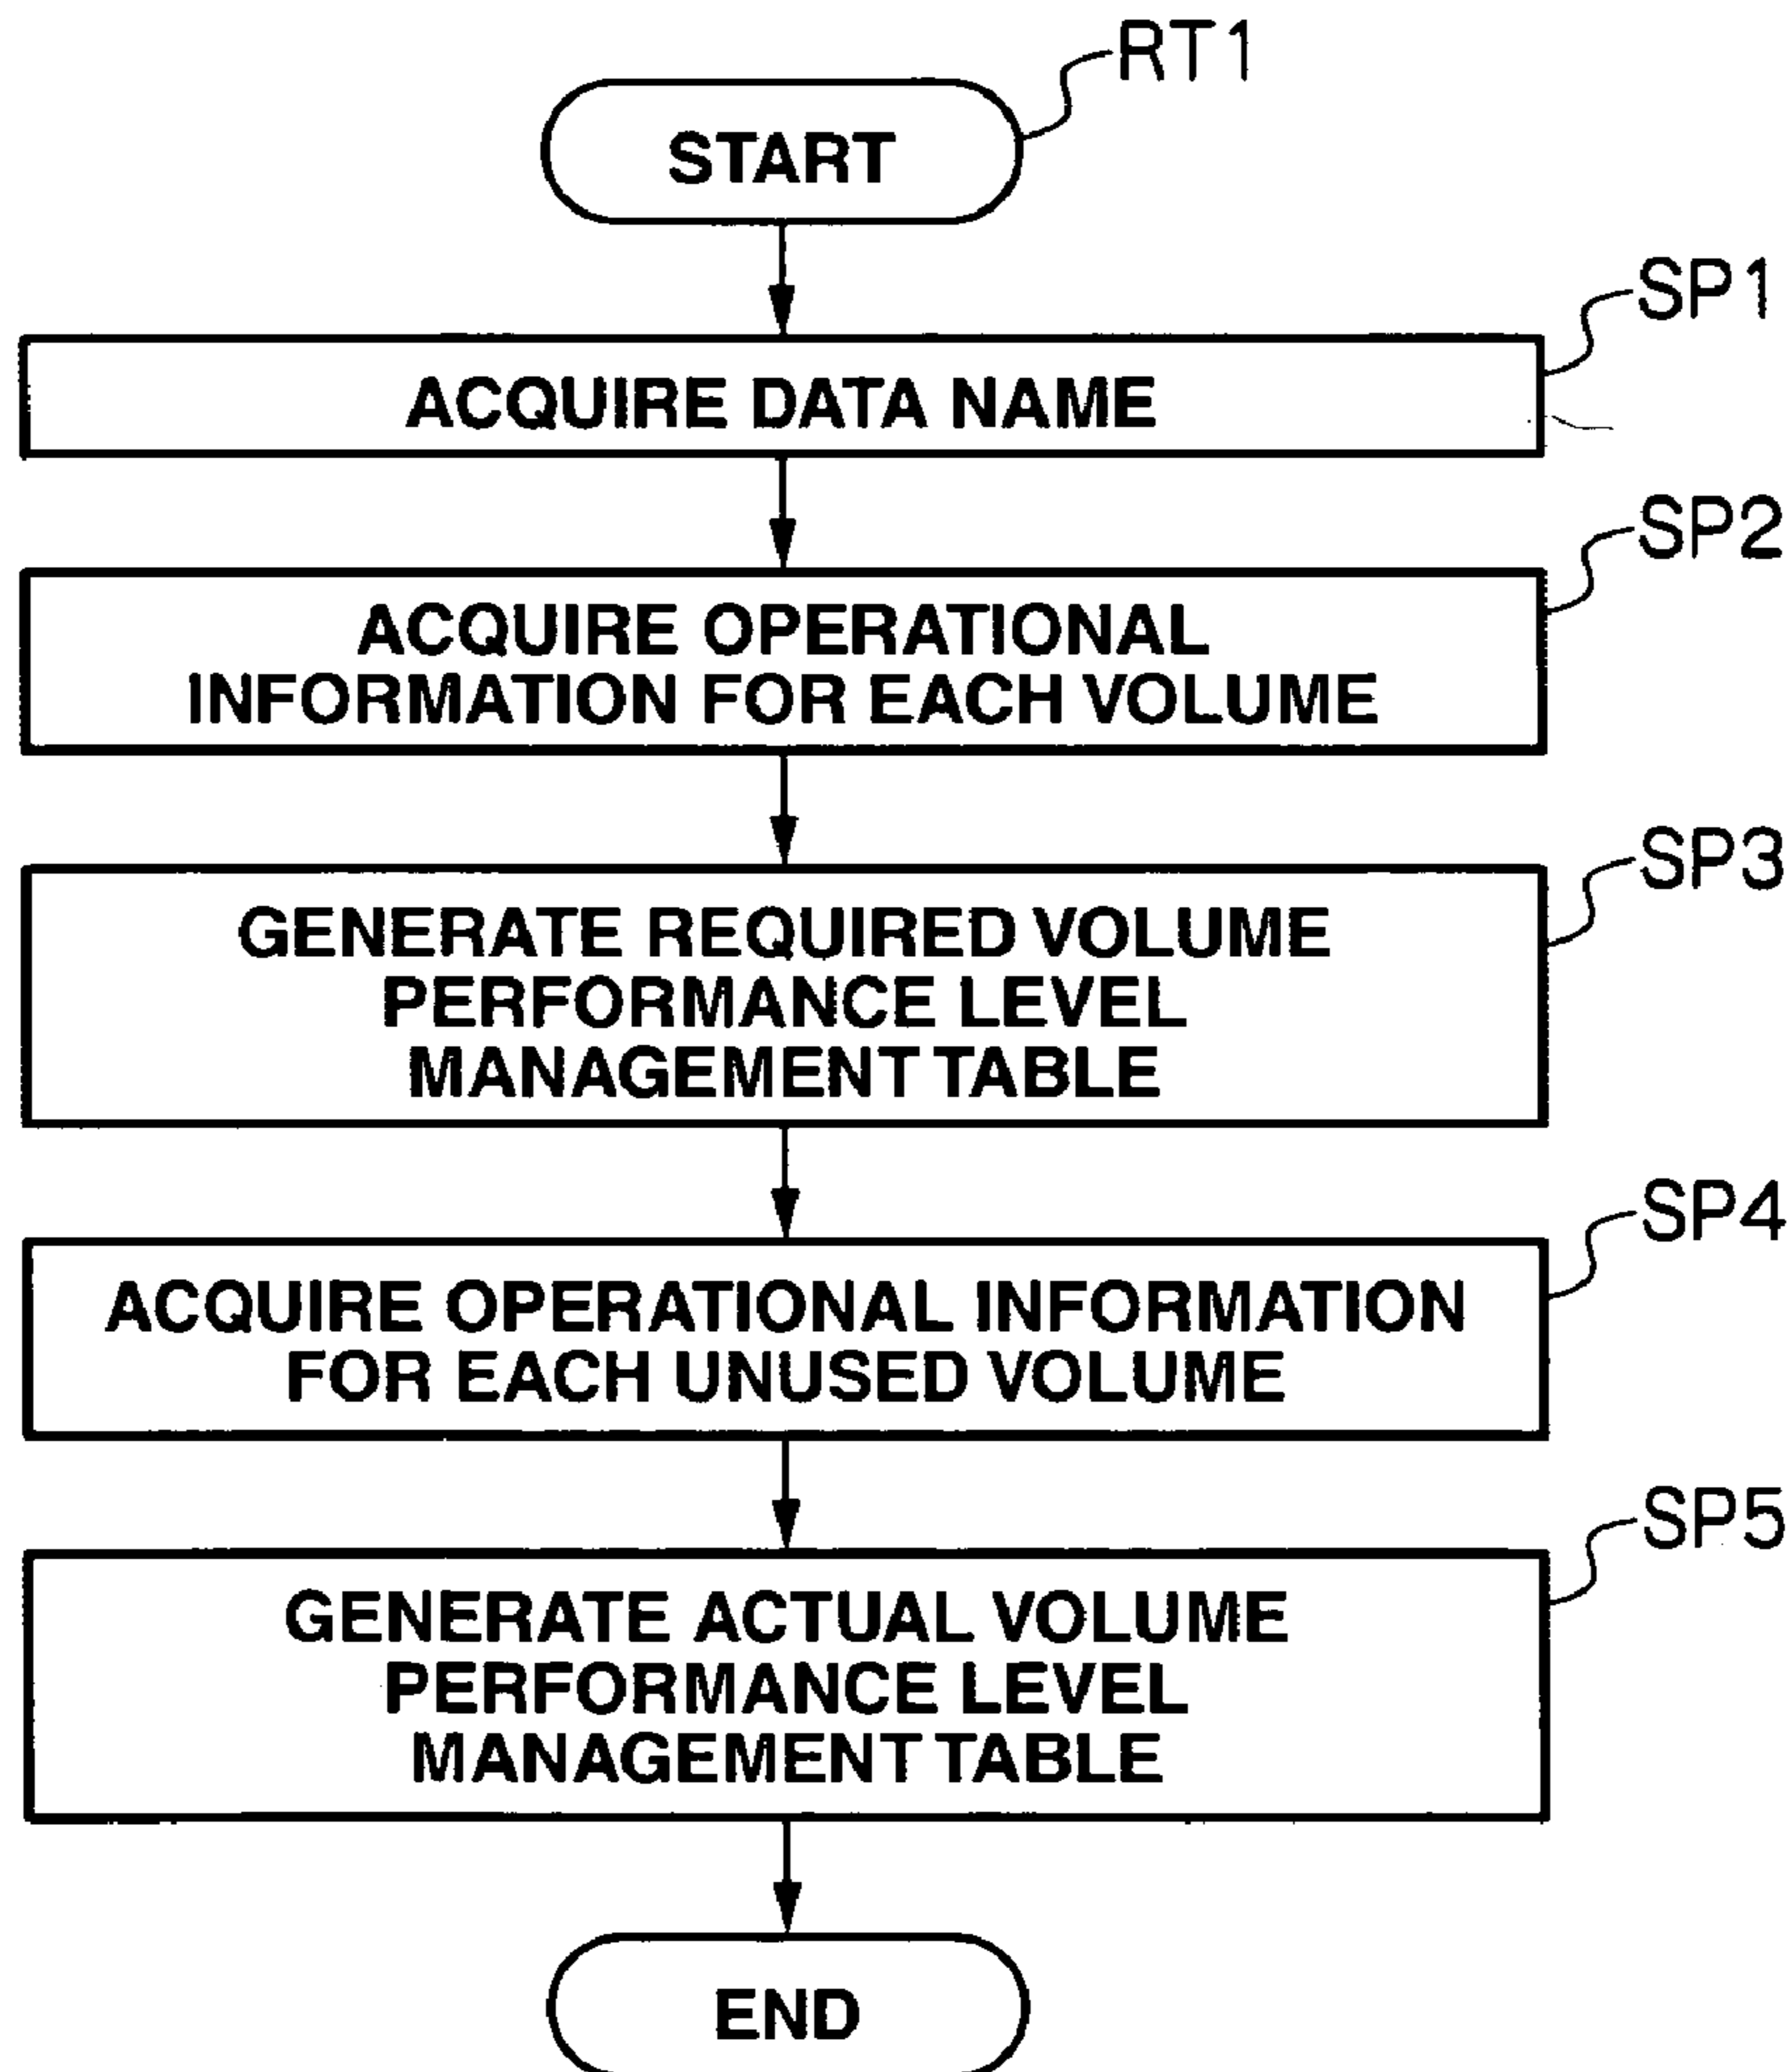 RT1
START
SP1
ACQUIRE DATA NAME
SP2
ACQUIRE OPERATIONAL
INFORMATION FOR EACH VOLUME
SP3
GENERATE REQUIRED VOLUME
PERFORMANCE LEVEL
MANAGEMENT TABLE
SP4
ACQUIRE OPERATIONAL INFORMATION
FOR EACH UNUSED VOLUME
SP5
GENERATE ACTUAL VOLUME
PERFORMANCE LEVEL
MANAGEMENT TABLE
END